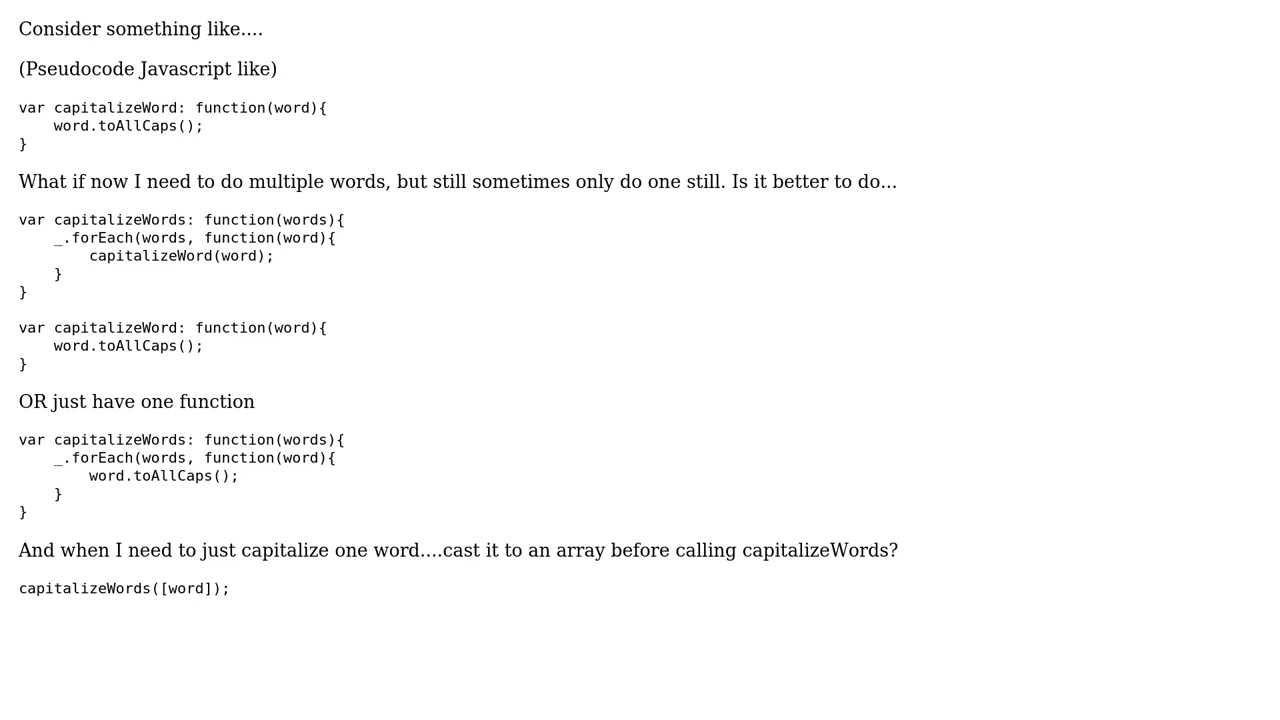 Consider something like....
(Pseudocode Javascript like)
var capitalizeWord: function(word){
    word.toAllCaps();
}
What if now I need to do multiple words, but still sometimes only do one still. Is it better to do...
var capitalizeWords: function(words){
    _.forEach(words, function(word){
        capitalizeWord(word);
    }
}
var capitalizeWord: function(word){
    word.toAllCaps();
}
OR just have one function
var capitalizeWords: function(words){
    _.forEach(words, function(word){
        word.toAllCaps();
    }
}
And when I need to just capitalize one word....cast it to an array before calling capitalizeWords?
capitalizeWords([word]);